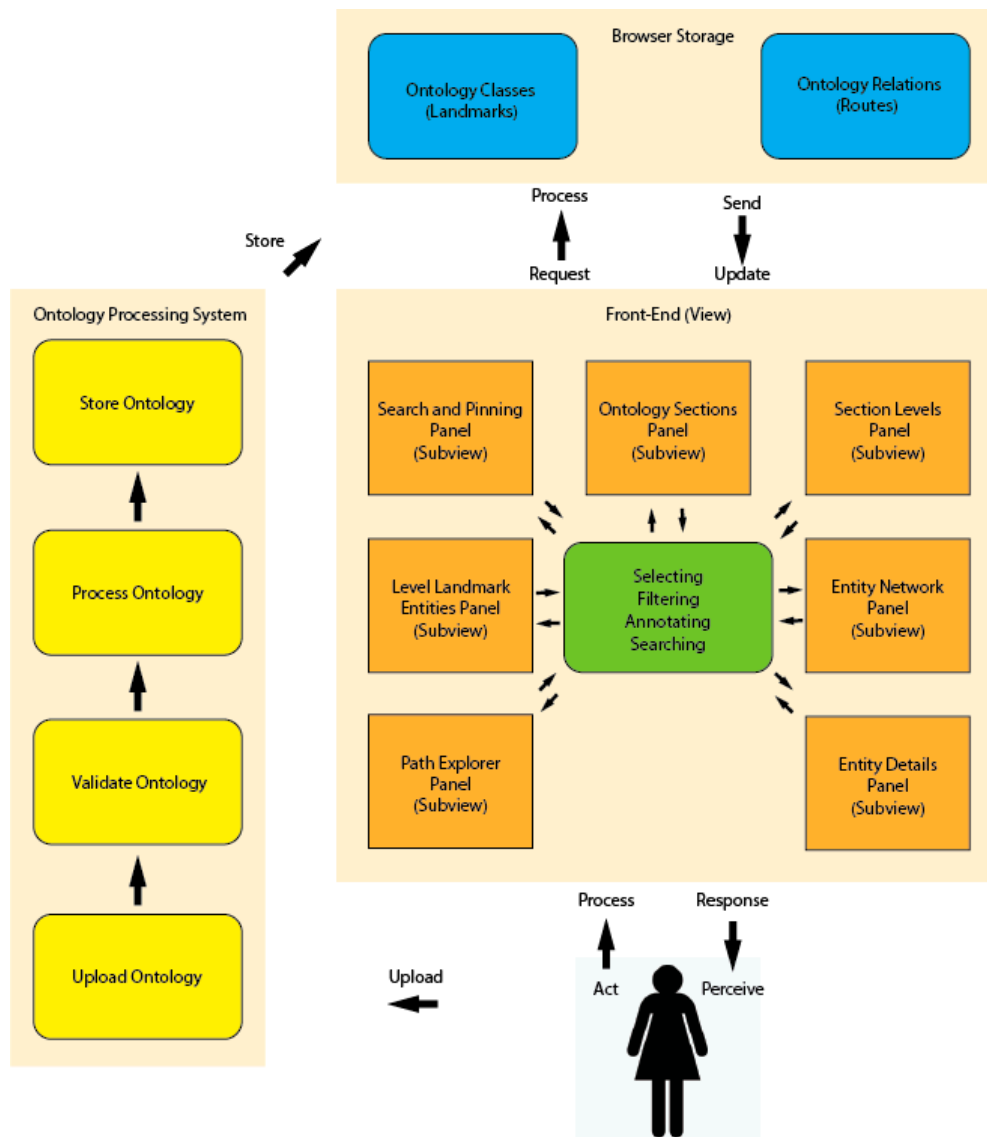 Browser Storage
Ontology Classes
(Landmarks)
Ontology Relations
(Routes)
Process
Send
Store
Request
Update
Ontology Processing System
Store Ontology
Process Ontology
Validate Ontology
Upload Ontology
Front-End (View)
Search and Pinning
Panel
(Subview)
Ontology Sections
Panel
(Subview)
Section Levels
Panel
(Subview)
Level Landmark
Entities Panel
(Subview)
Selecting
Filtering
Annotating
Searching
Entity Network
Panel
(Subview)
Path Explorer
Panel
(Subview)
Entity Details
Panel
(Subview)
Process
Response
Upload
Act
Perceive